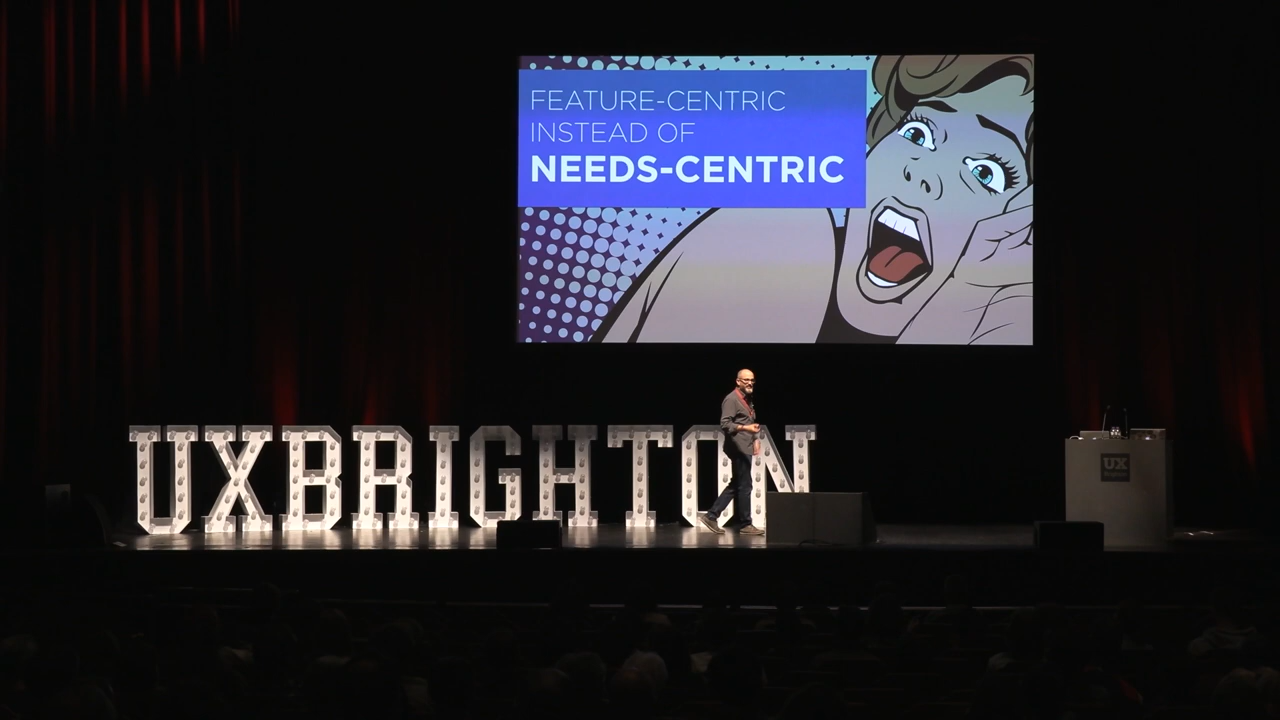 FEATURE-CENTRIC
INSTEAD OF
NEEDS-CENTRIC
UXBRIGHTON
UX